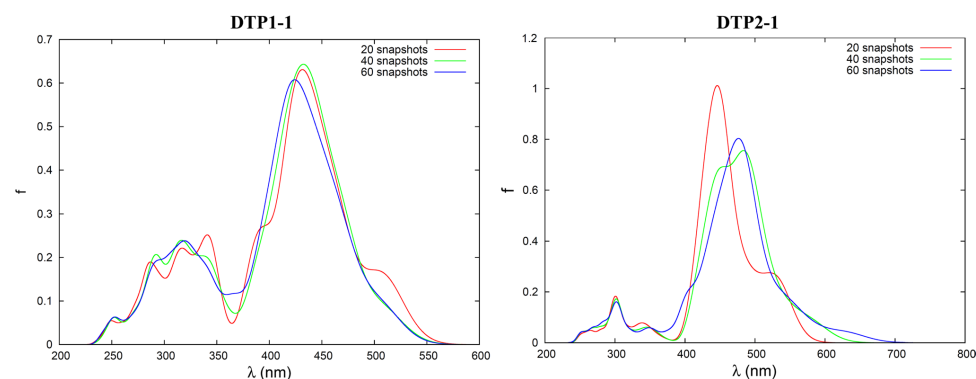 DTP1-1
0.7
0.6
0.5
0.4
0.3
0.2
0.1
0
f
20 snapshots
40 snapshots
60 snapshots
200 250 300 350 400 450 500 550 600
λ (nm)
DTP2-1
1.2
1
0.8
0.6
0.4
0.2
0
f
20 snapshots
40 snapshots
60 snapshots
200 300 400 500 600 700 800
λ (nm)